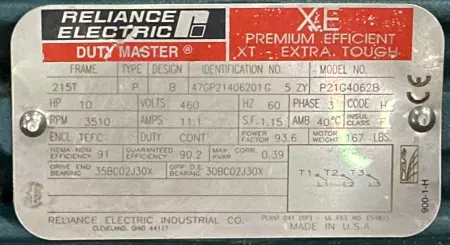 RELIANCE
ELECTRIC
DUTY MASTER®
XE
PREMIUM EFFICIENT
XT - EXTRA TOUGH
FRAME TYPE DESIGN IDENTIFICATION NO. MODEL NO.
215T P B 47GP21406201G 5 ZY P21G4062B
HP 10 VOLTS 460 HZ 60 PHASE 3 CODE H
RPM 3510 AMPS 11.1 S.F. 1.15 AMB 40°C INSUL CLASS F
ENCL TEFC DUTY CONT POWER FACTOR 93.6 MOTOR WEIGHT 167 LBS.
NEMA NOM EFFICIENCY 91 GUARANTEED EFFICIENCY 90.2 MAX CORR KVAR 0.39
DRIVE END BEARING 35BC02J30X OPP D.E. BEARING 30BC02J30X
T1 T2 T3
L1 L2 L3
900-1-H
RELIANCE ELECTRIC INDUSTRIAL CO.
CLEVELAND, OHIO 44117
MADE IN U.S.A.